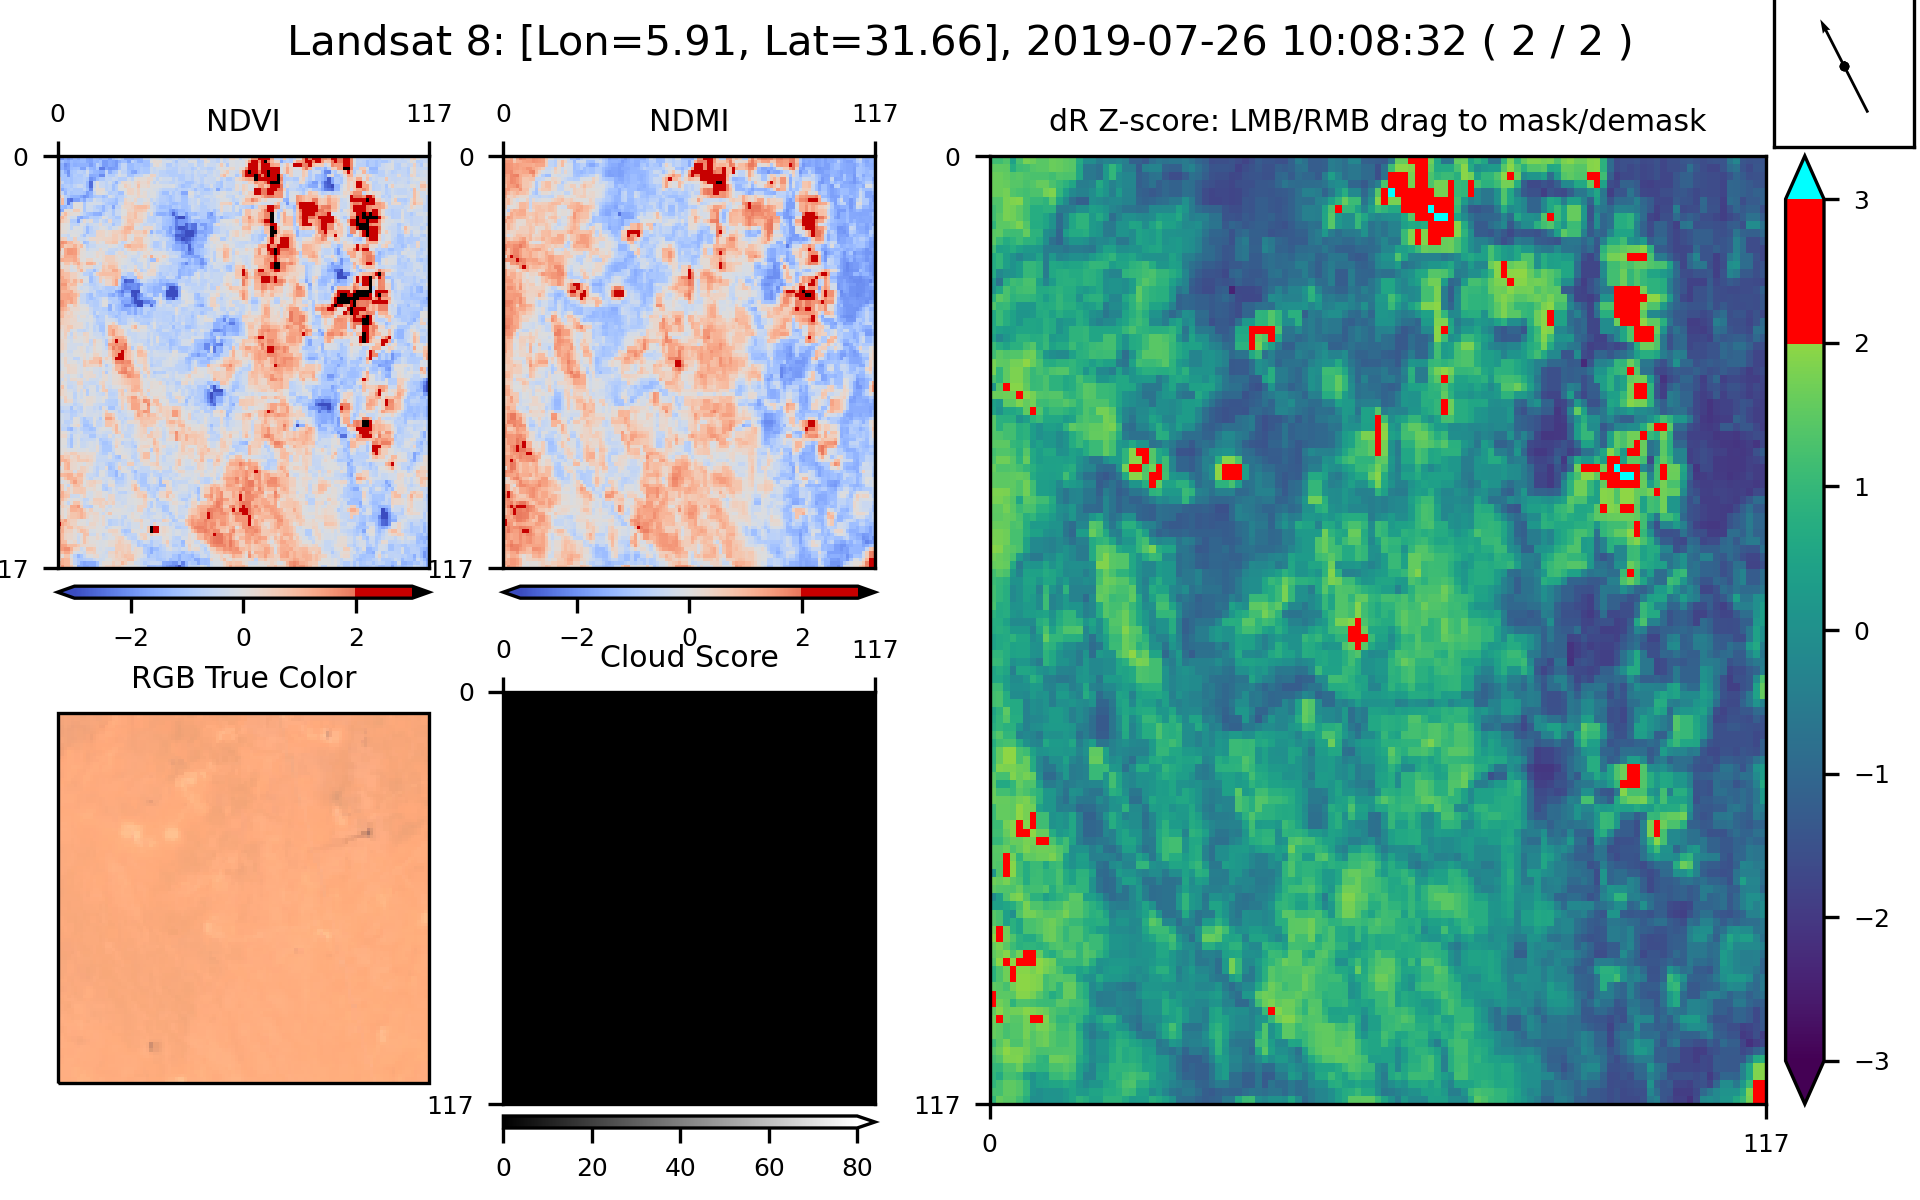 Landsat 8: [Lon=5.91, Lat=31.66], 2019-07-26 10:08:32 ( 2 / 2 )
0 NDVI 117
0
17
−2 0 2
0 NDMI 117
0
117
−2 0 2
dR Z-score: LMB/RMB drag to mask/demask
0
117
0 117
3
2
1
0
−1
−2
−3
RGB True Color
0 Cloud Score 117
0
117
0 20 40 60 80